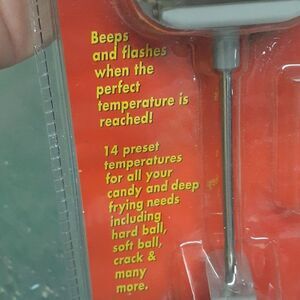 Beeps
and flashes
when the
perfect
temperature is
reached!
14 preset
temperatures
for all your
candy and deep
frying needs
including
hard ball,
soft ball,
crack &
many
more.